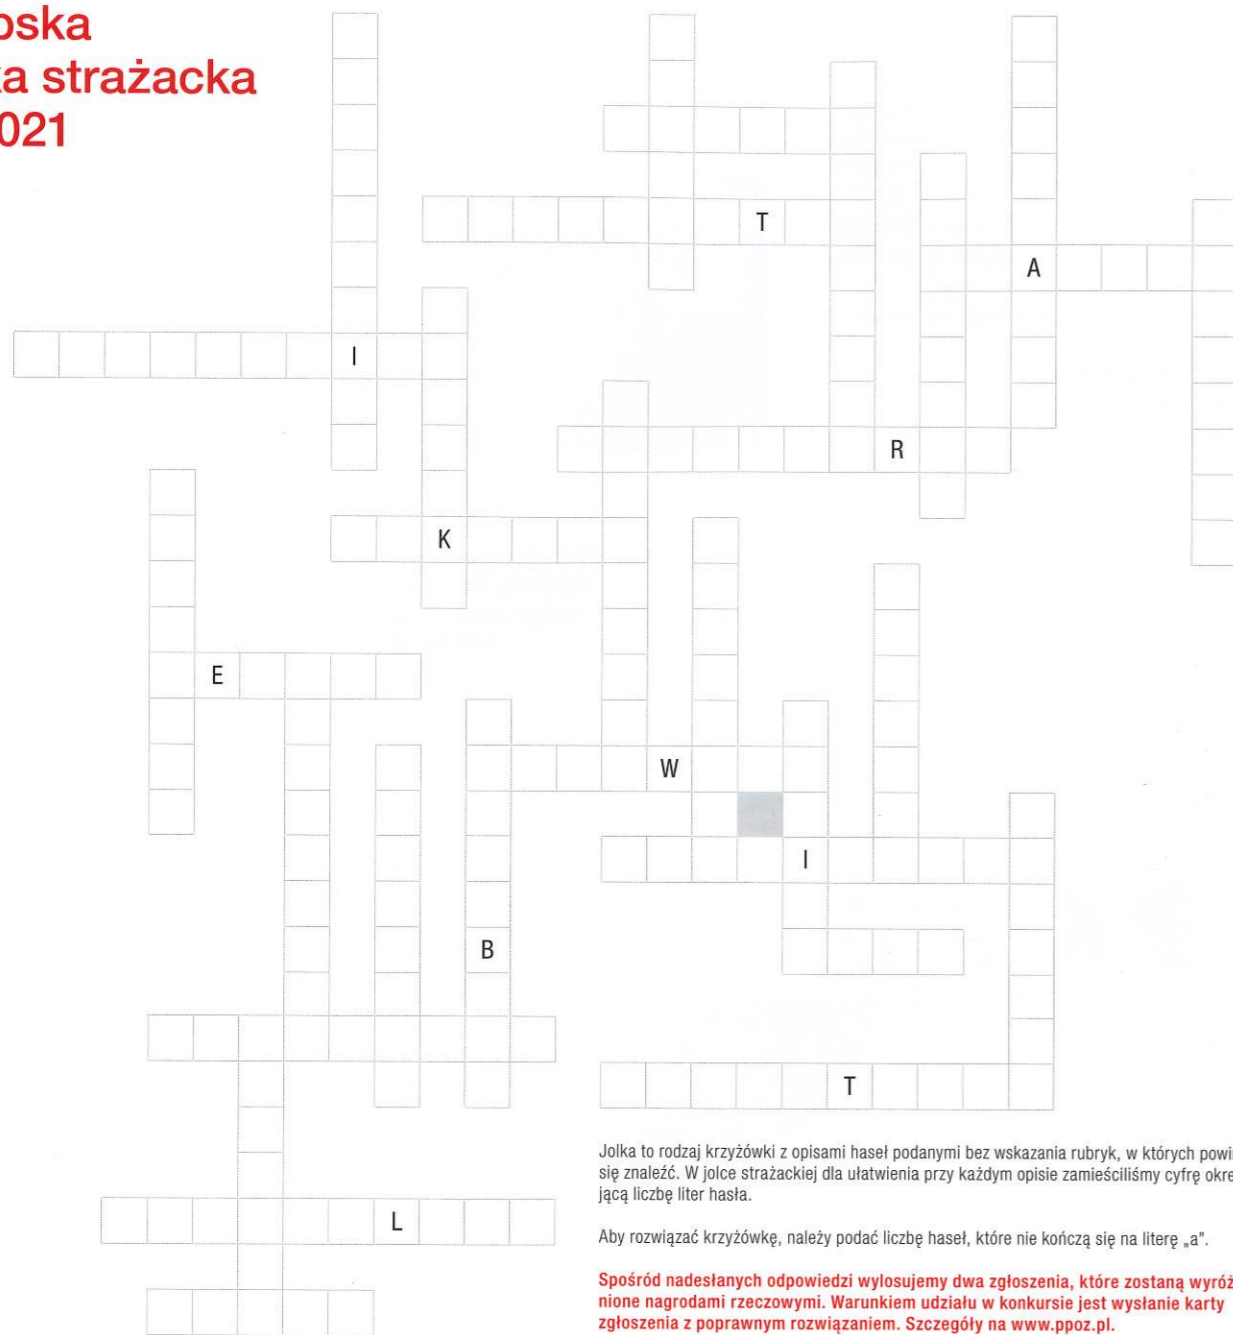 oska
ka strażacka
021
T
A
I
R
K
E
W
I
B
T
L
Jolka to rodzaj krzyżówki z opisami haseł podanymi bez wskazania rubryk, w których powi
się znaleźć. W jolce strażackiej dla ułatwienia przy każdym opisie zamieściliśmy cyfrę okre
jącą liczbę liter hasła.
Aby rozwiązać krzyżówkę, należy podać liczbę haseł, które nie kończą się na literę „a".
Spośród nadesłanych odpowiedzi wylosujemy dwa zgłoszenia, które zostaną wyróż
nione nagrodami rzeczowymi. Warunkiem udziału w konkursie jest wysłanie karty
zgłoszenia z poprawnym rozwiązaniem. Szczegóły na www.ppoz.pl.